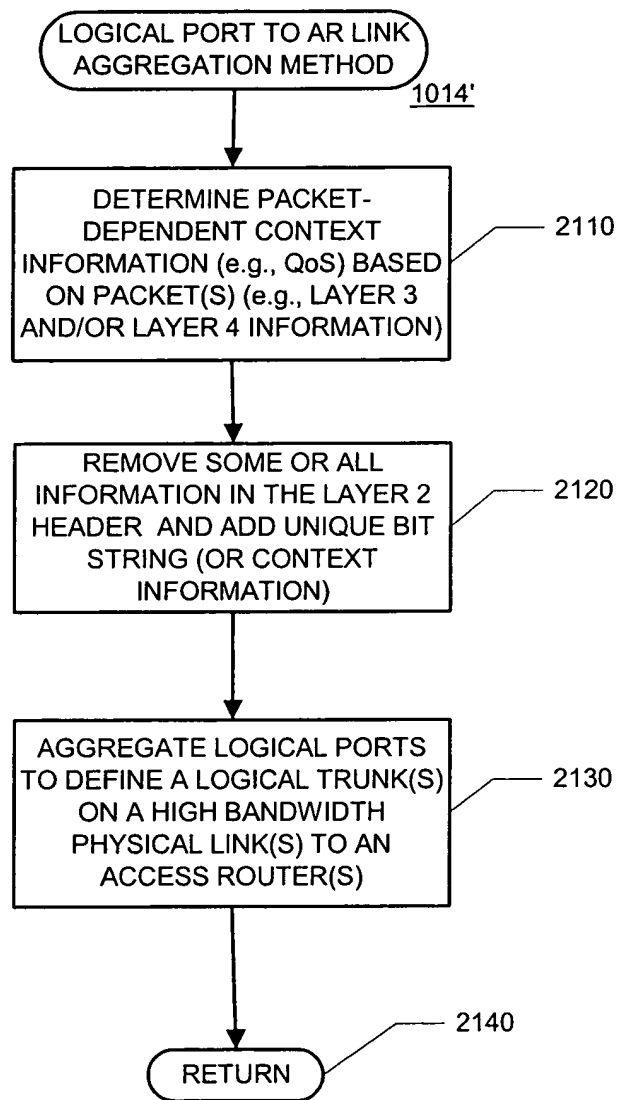 LOGICAL PORT TO AR LINK
AGGREGATION METHOD
1014'
DETERMINE PACKET-
DEPENDENT CONTEXT
INFORMATION (e.g., QoS) BASED
ON PACKET(S) (e.g., LAYER 3
AND/OR LAYER 4 INFORMATION)
2110
REMOVE SOME OR ALL
INFORMATION IN THE LAYER 2
HEADER AND ADD UNIQUE BIT
STRING (OR CONTEXT
INFORMATION)
2120
AGGREGATE LOGICAL PORTS
TO DEFINE A LOGICAL TRUNK(S)
ON A HIGH BANDWIDTH
PHYSICAL LINK(S) TO AN
ACCESS ROUTER(S)
2130
RETURN
2140